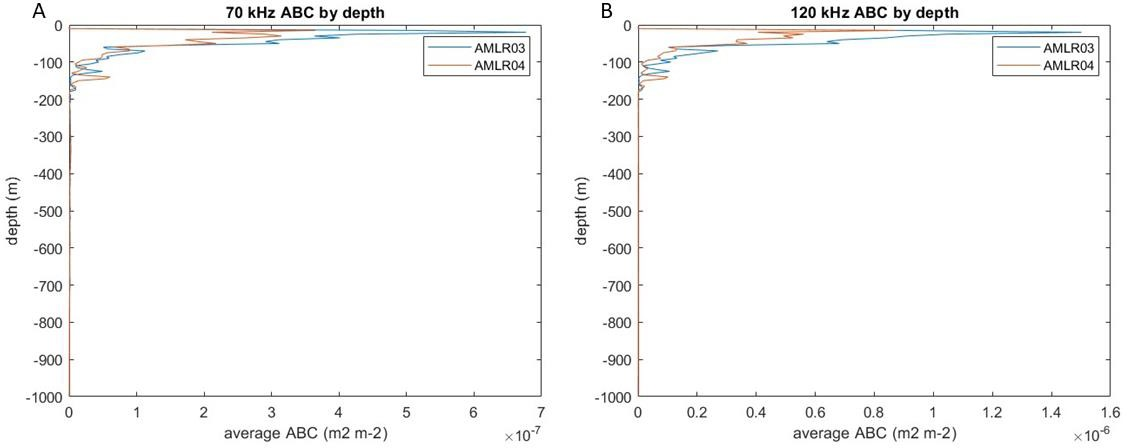 A
70 kHz ABC by depth
AMLR03
AMLR04
0
-100
-200
-300
-400
-500
-600
-700
-800
-900
-1000
depth (m)
0 1 2 3 4 5 6 7
average ABC (m2 m-2)
×10-7
B
120 kHz ABC by depth
AMLR03
AMLR04
0
-100
-200
-300
-400
-500
-600
-700
-800
-900
-1000
depth (m)
0 0.2 0.4 0.6 0.8 1 1.2 1.4 1.6
average ABC (m2 m-2)
×10-6